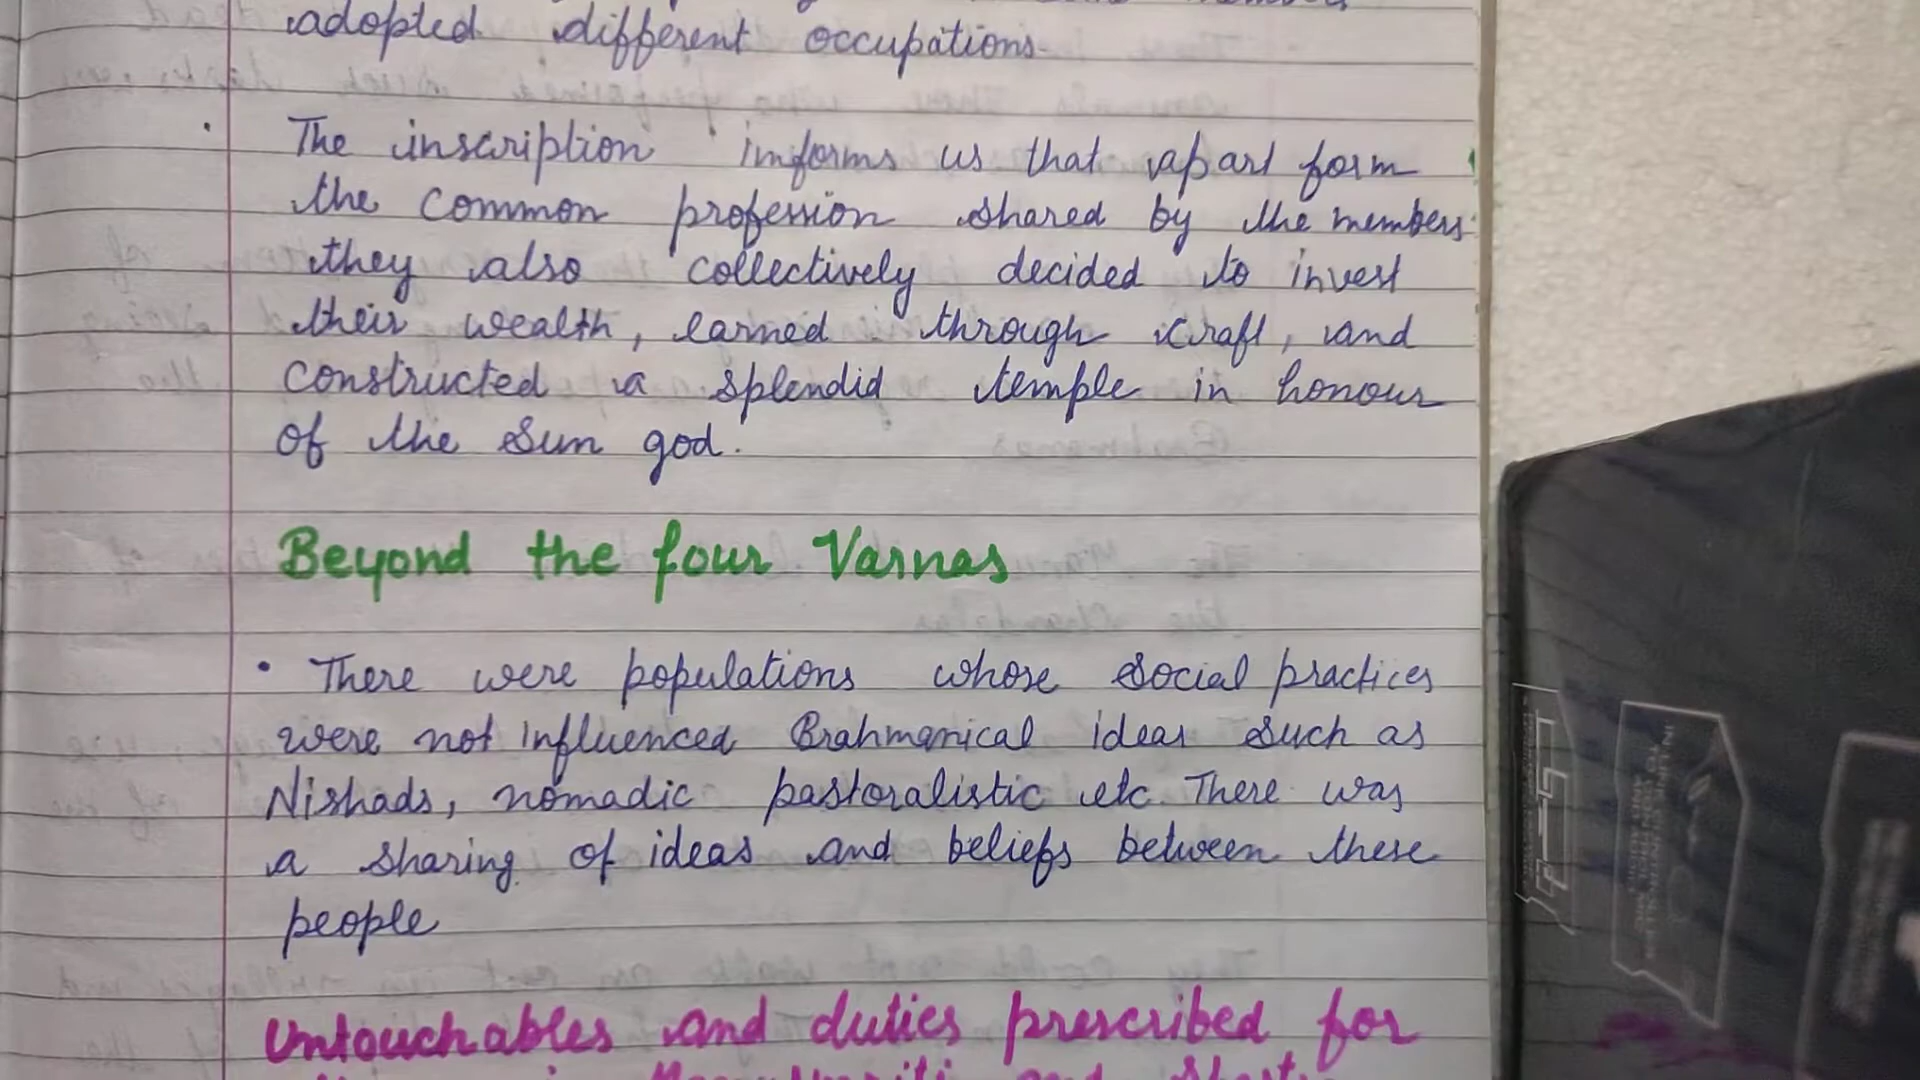 adopted different occupations
The inscription informs us that apart form
the common profession shared by the members
they also collectively decided to invest
their wealth, earned through craft, and
constructed a splendid temple in honour
of the Sun god.
Beyond the four Varnas
• There were populations whose social practices
were not influenced Brahmanical ideas such as
Nishads, nomadic pastoralistic etc. There was
a sharing of ideas and beliefs between these
people
Untouchables and duties prescribed for